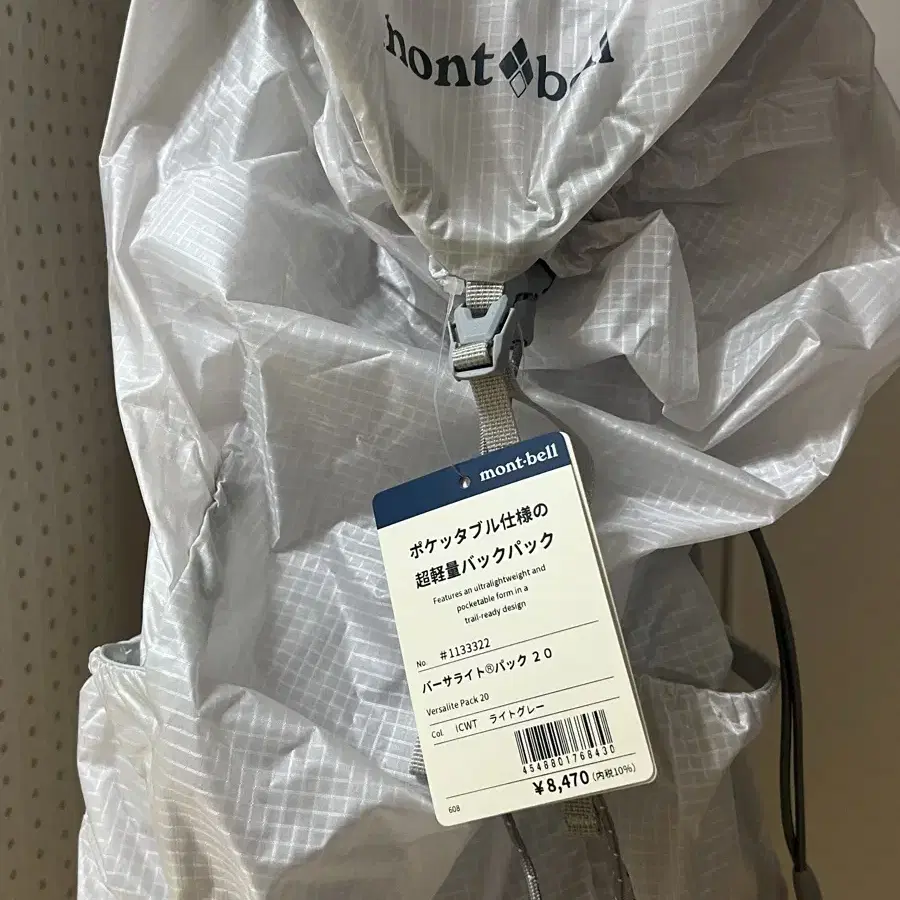 mont bell
mont·bell
ポケッタブル仕様の
超軽量バックパック
Features an ultralightweight and
pocketable form in a
trail-ready design
No. #1133322
バーサライト®パック 20
Versalite Pack 20
Col. ICWT ライトグレー
4548801768430
¥8,470 (内税10%)
608